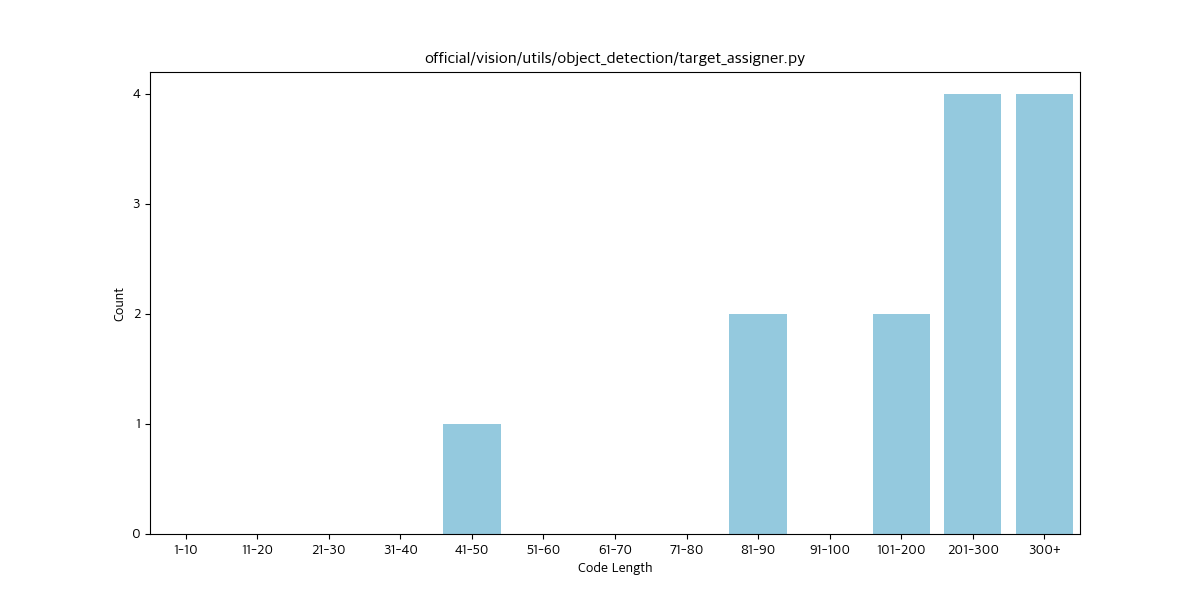 official/vision/utils/object_detection/target_assigner.py
Count
4
3
2
1
0
1-10 11-20 21-30 31-40 41-50 51-60 61-70 71-80 81-90 91-100 101-200 201-300 300+
Code Length